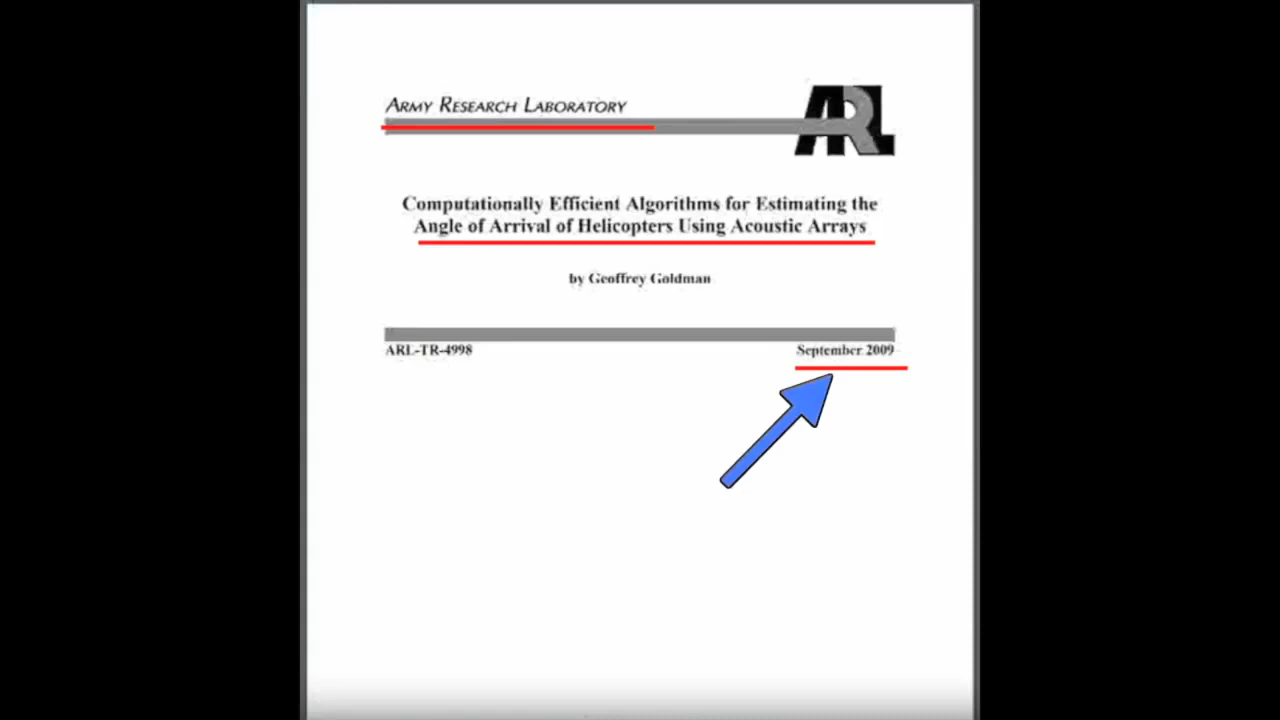 ARMY RESEARCH LABORATORY
ARL
Computationally Efficient Algorithms for Estimating the
Angle of Arrival of Helicopters Using Acoustic Arrays
by Geoffrey Goldman
ARL-TR-4998
September 2009